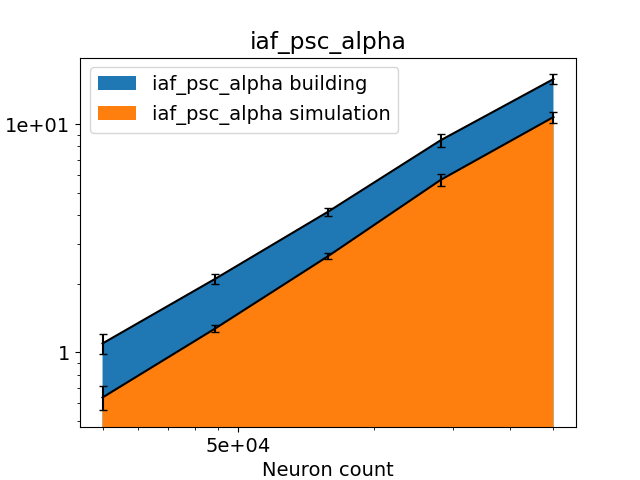 iaf_psc_alpha
iaf_psc_alpha building
iaf_psc_alpha simulation
1e+01
1
5e+04
Neuron count